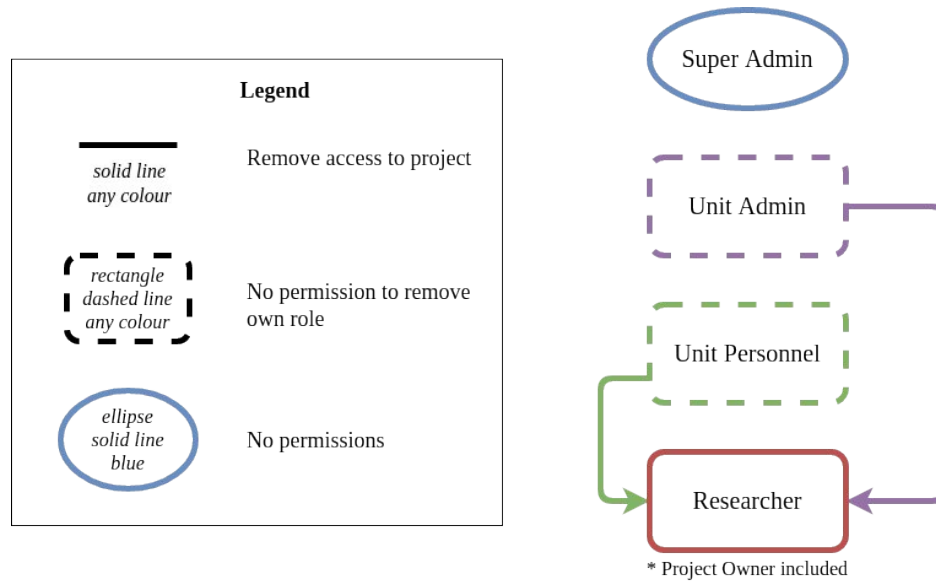 Legend
solid line
any colour
Remove access to project
rectangle
dashed line
any colour
No permission to remove
own role
ellipse
solid line
blue
No permissions
Super Admin
Unit Admin
Unit Personnel
Researcher
* Project Owner included